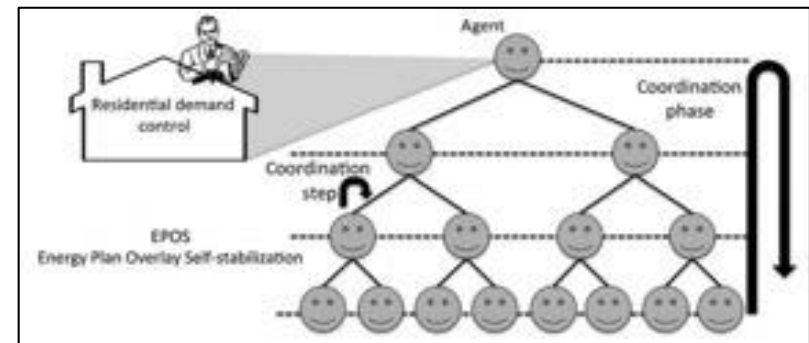 Agent
Residential demand
control
Coordination
phase
Coordination
step
EPOS
Energy Plan Overlay Self-stabilization